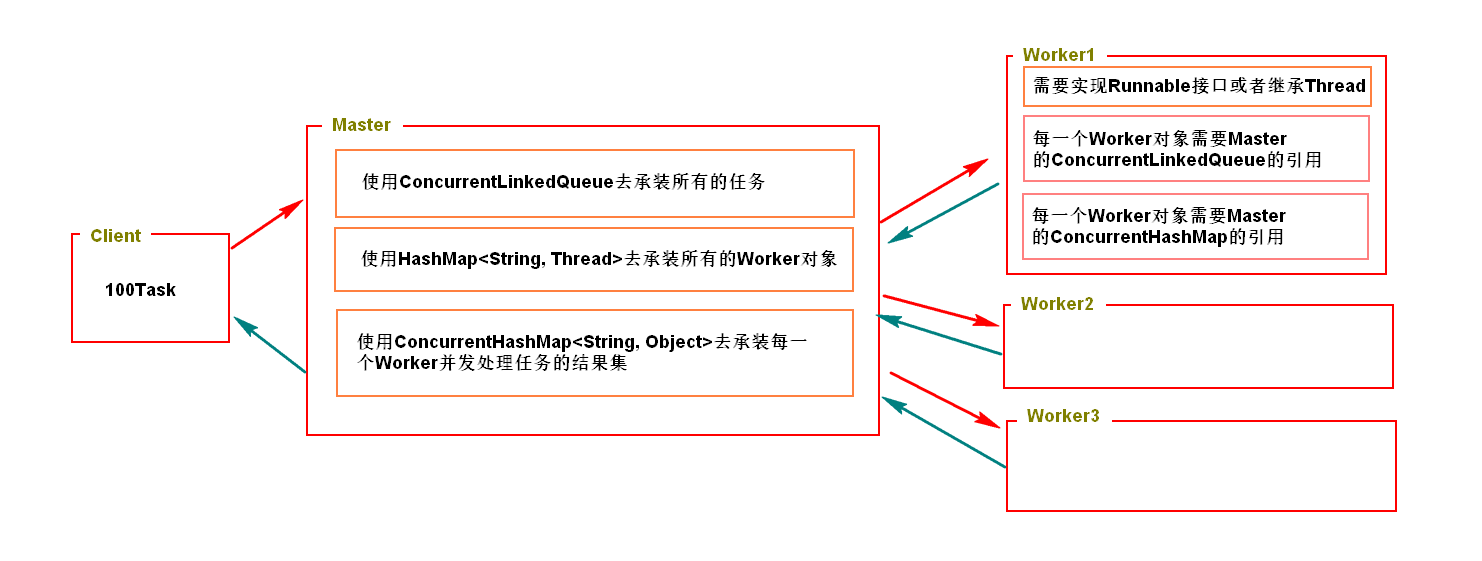 Client
100Task
Master
使用ConcurrentLinkedQueue去承装所有的任务
使用HashMap<String, Thread>去承装所有的Worker对象
使用ConcurrentHashMap<String, Object>去承装每一
个Worker并发处理任务的结果集
Worker1
需要实现Runnable接口或者继承Thread
每一个Worker对象需要Master
的ConcurrentLinkedQueue的引用
每一个Worker对象需要Master
的ConcurrentHashMap的引用
Worker2
Worker3